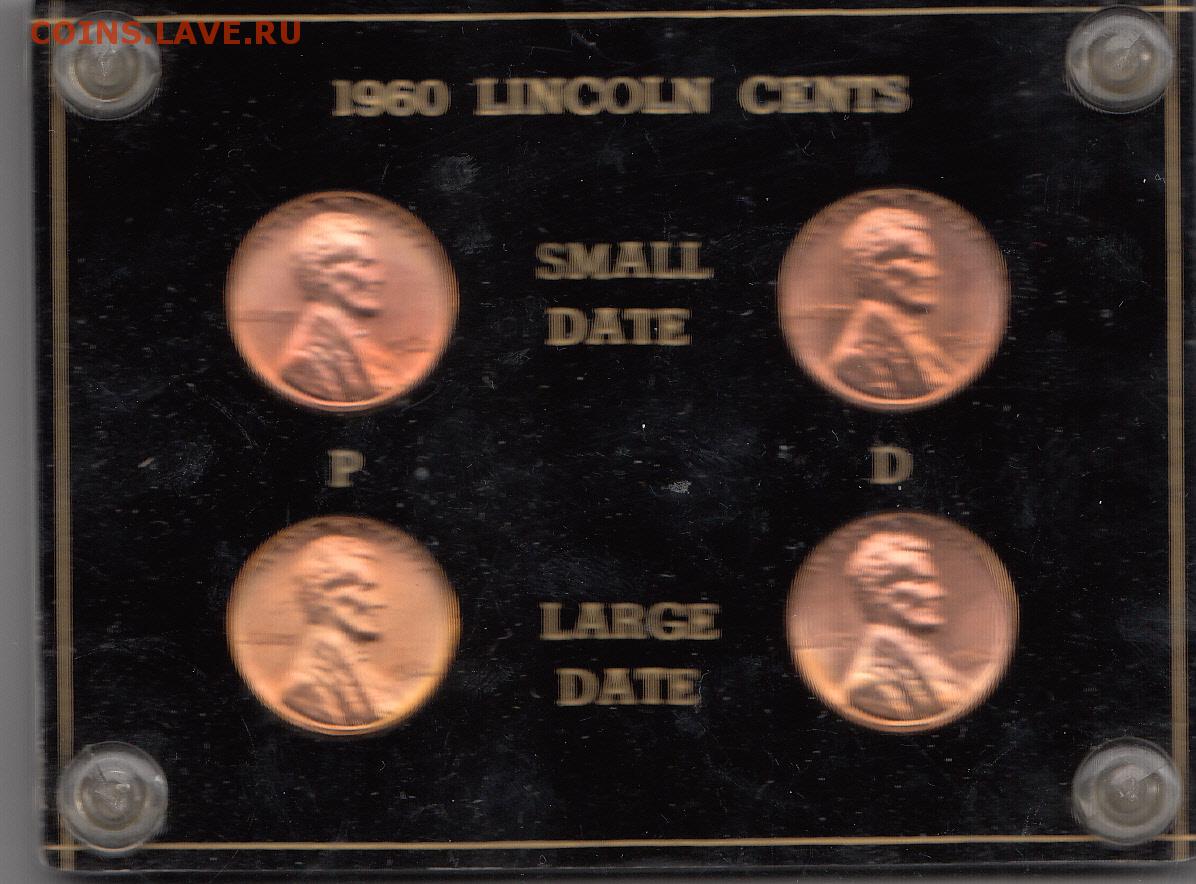 COINS.LAVE.RU
1960 LINCOLN CENTS
SMALL
DATE
P
D
LARGE
DATE